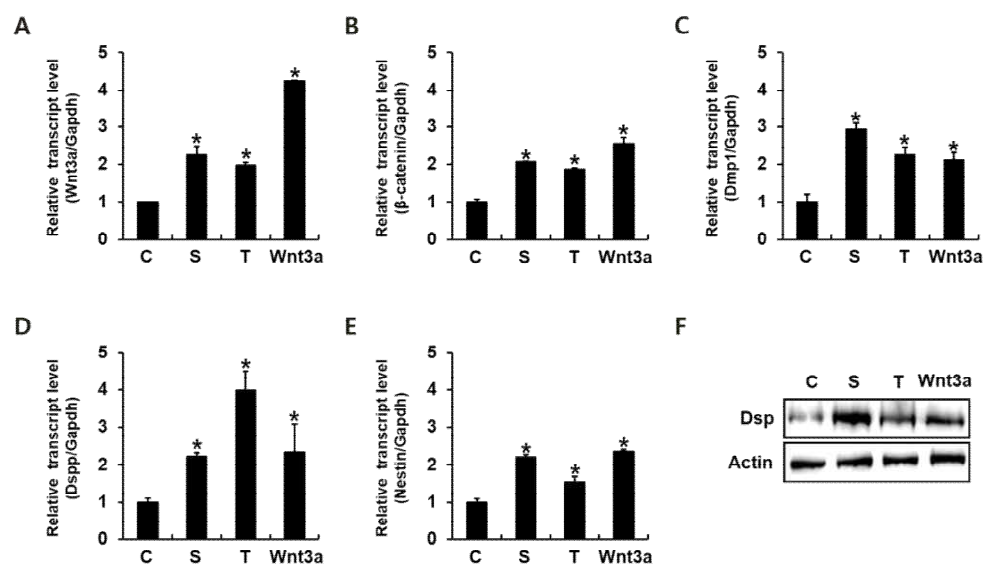 A
Relative transcript level
(Wnt3a/Gapdh)
5
4
3
2
1
0
*
*
*
C S T Wnt3a
B
Relative transcript level
(β-catenin/Gapdh)
5
4
3
2
1
0
*
*
*
C S T Wnt3a
C
Relative transcript level
(Dmp1/Gapdh)
5
4
3
2
1
0
*
*
*
C S T Wnt3a
D
Relative transcript level
(Dspp/Gapdh)
5
4
3
2
1
0
*
*
*
C S T Wnt3a
E
Relative transcript level
(Nestin/Gapdh)
5
4
3
2
1
0
*
*
*
C S T Wnt3a
F
C S T Wnt3a
Dsp
Actin